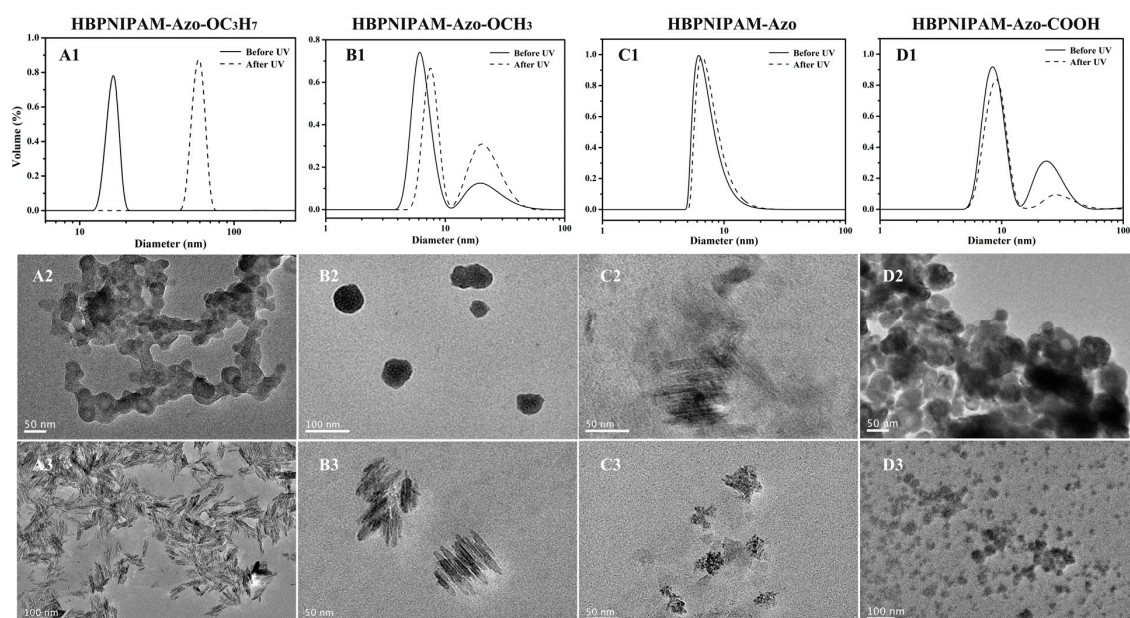 HBPNIPAM-Azo-OC3H7
HBPNIPAM-Azo-OCH3
HBPNIPAM-Azo
HBPNIPAM-Azo-COOH
A1
Before UV
After UV
Volume (%)
1.0
0.8
0.6
0.4
0.2
0.0
10
100
Diameter (nm)
B1
Before UV
After UV
0.8
0.6
0.4
0.2
0.0
1
10
100
Diameter (nm)
C1
Before UV
After UV
1.0
0.8
0.6
0.4
0.2
0.0
1
10
100
Diameter (nm)
D1
Before UV
After UV
1.0
0.8
0.6
0.4
0.2
0.0
1
10
100
Diameter (nm)
A2
50 nm
B2
100 nm
C2
50 nm
D2
50 nm
A3
100 nm
B3
50 nm
C3
50 nm
D3
100 nm